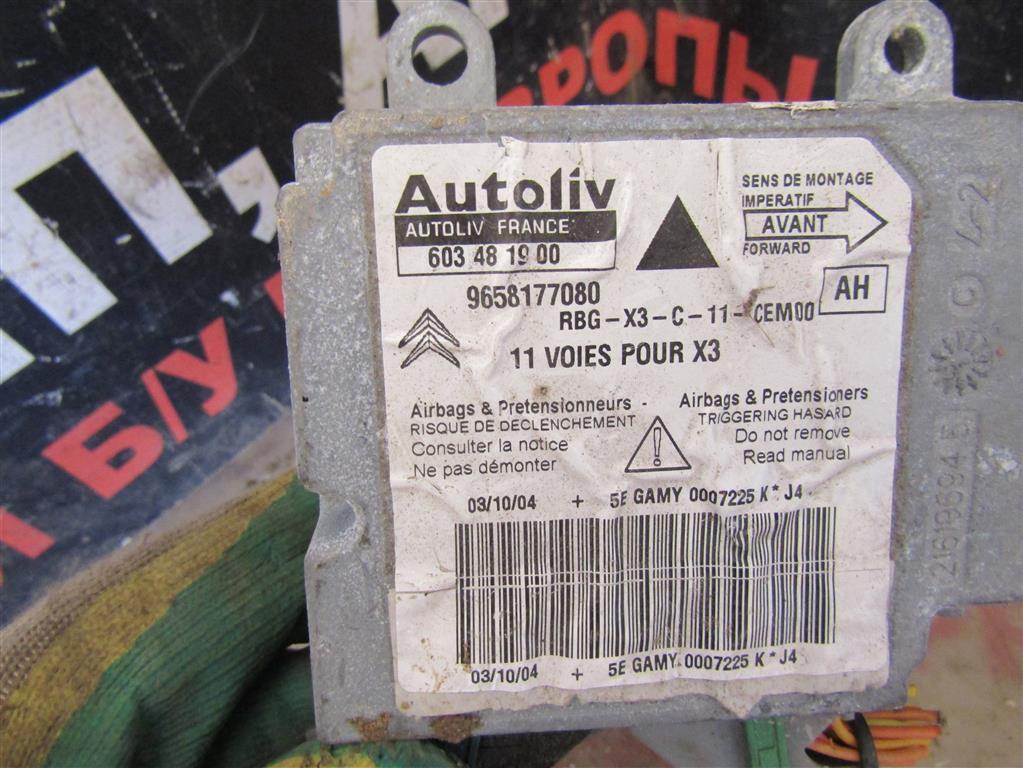 Autoliv
AUTOLIV FRANCE
603 48 19 00
SENS DE MONTAGE
IMPERATIF
AVANT
FORWARD
9658177080
AH
RBG-X3-C-11-CEM00
11 VOIES POUR X3
Airbags & Pretensionneurs -
RISQUE DE DECLENCHEMENT
Consulter la notice
Ne pas démonter
Airbags & Pretensioners
TRIGGERING HASARD
Do not remove
Read manual
03/10/04 + 5E GAMY 0007225 K* J4
03/10/04 + 5E GAMY 0007225 K* J4
Б/У